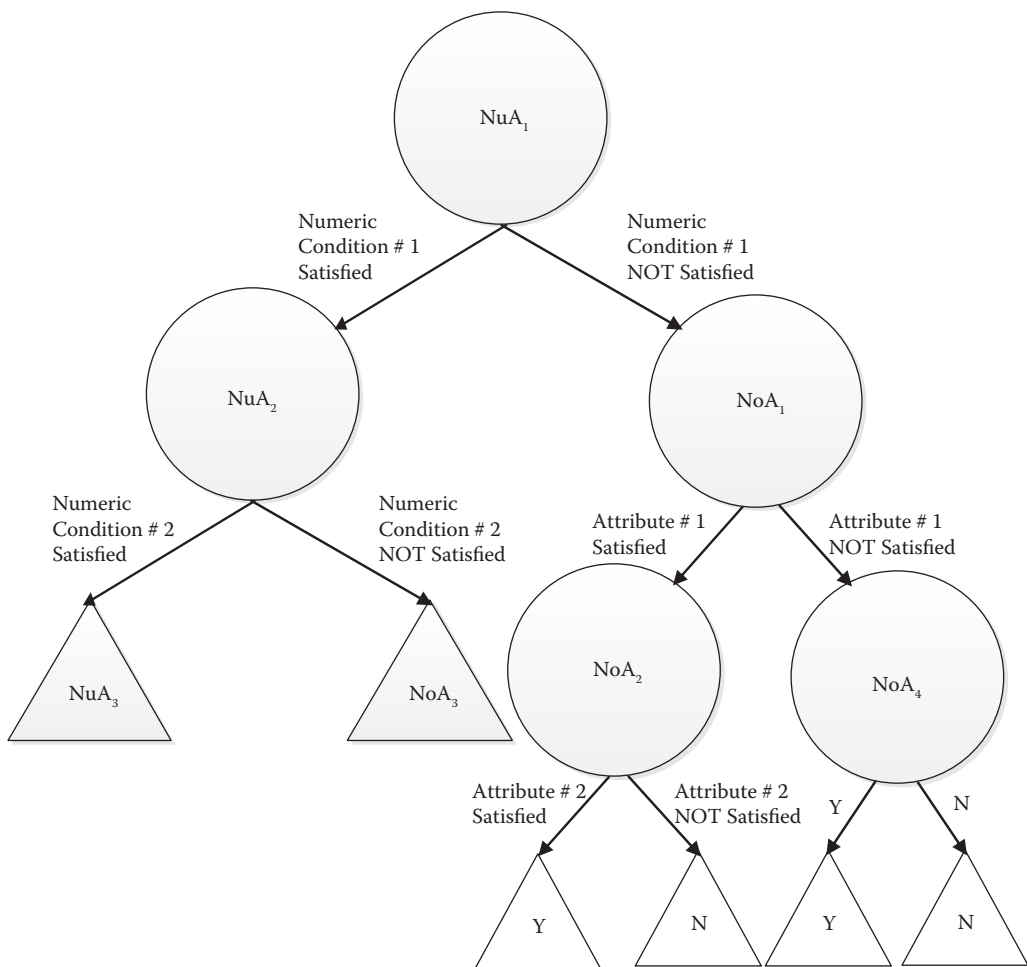 NuA₁
Numeric
Condition # 1
Satisfied
Numeric
Condition # 1
NOT Satisfied
NuA₂
NoA₁
Numeric
Condition # 2
Satisfied
Numeric
Condition # 2
NOT Satisfied
Attribute # 1
Satisfied
Attribute # 1
NOT Satisfied
NuA₃
NoA₃
NoA₂
NoA₄
Attribute # 2
Satisfied
Attribute # 2
NOT Satisfied
Y
N
Y
N
Y
N